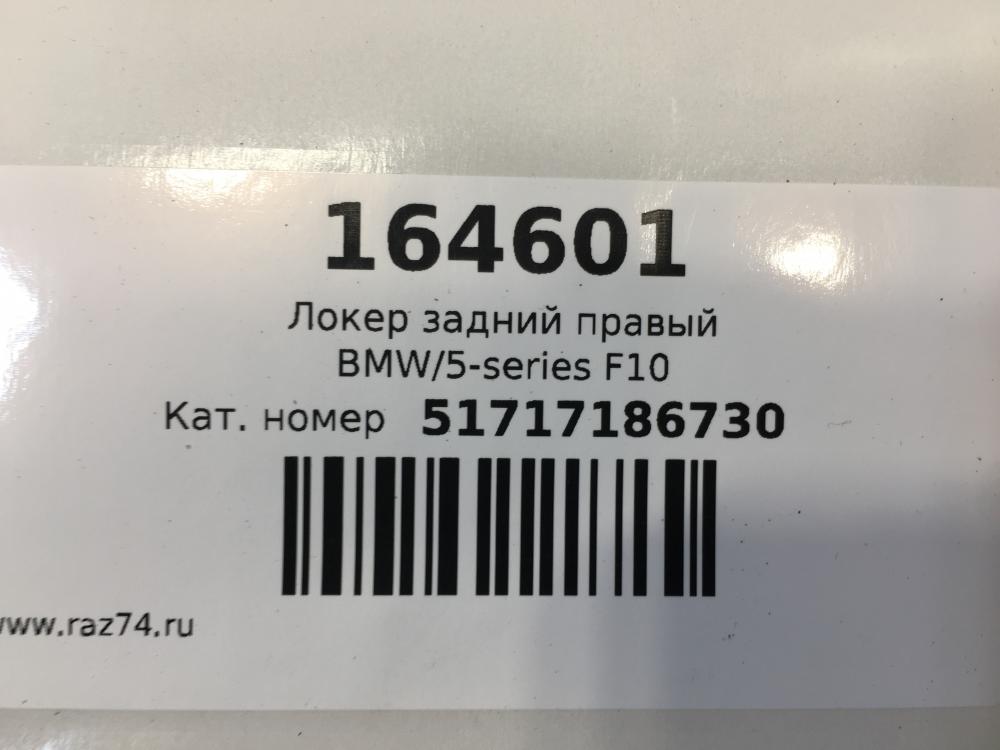 164601
Локер задний правый
BMW/5-series F10
Кат. номер 51717186730
www.raz74.ru